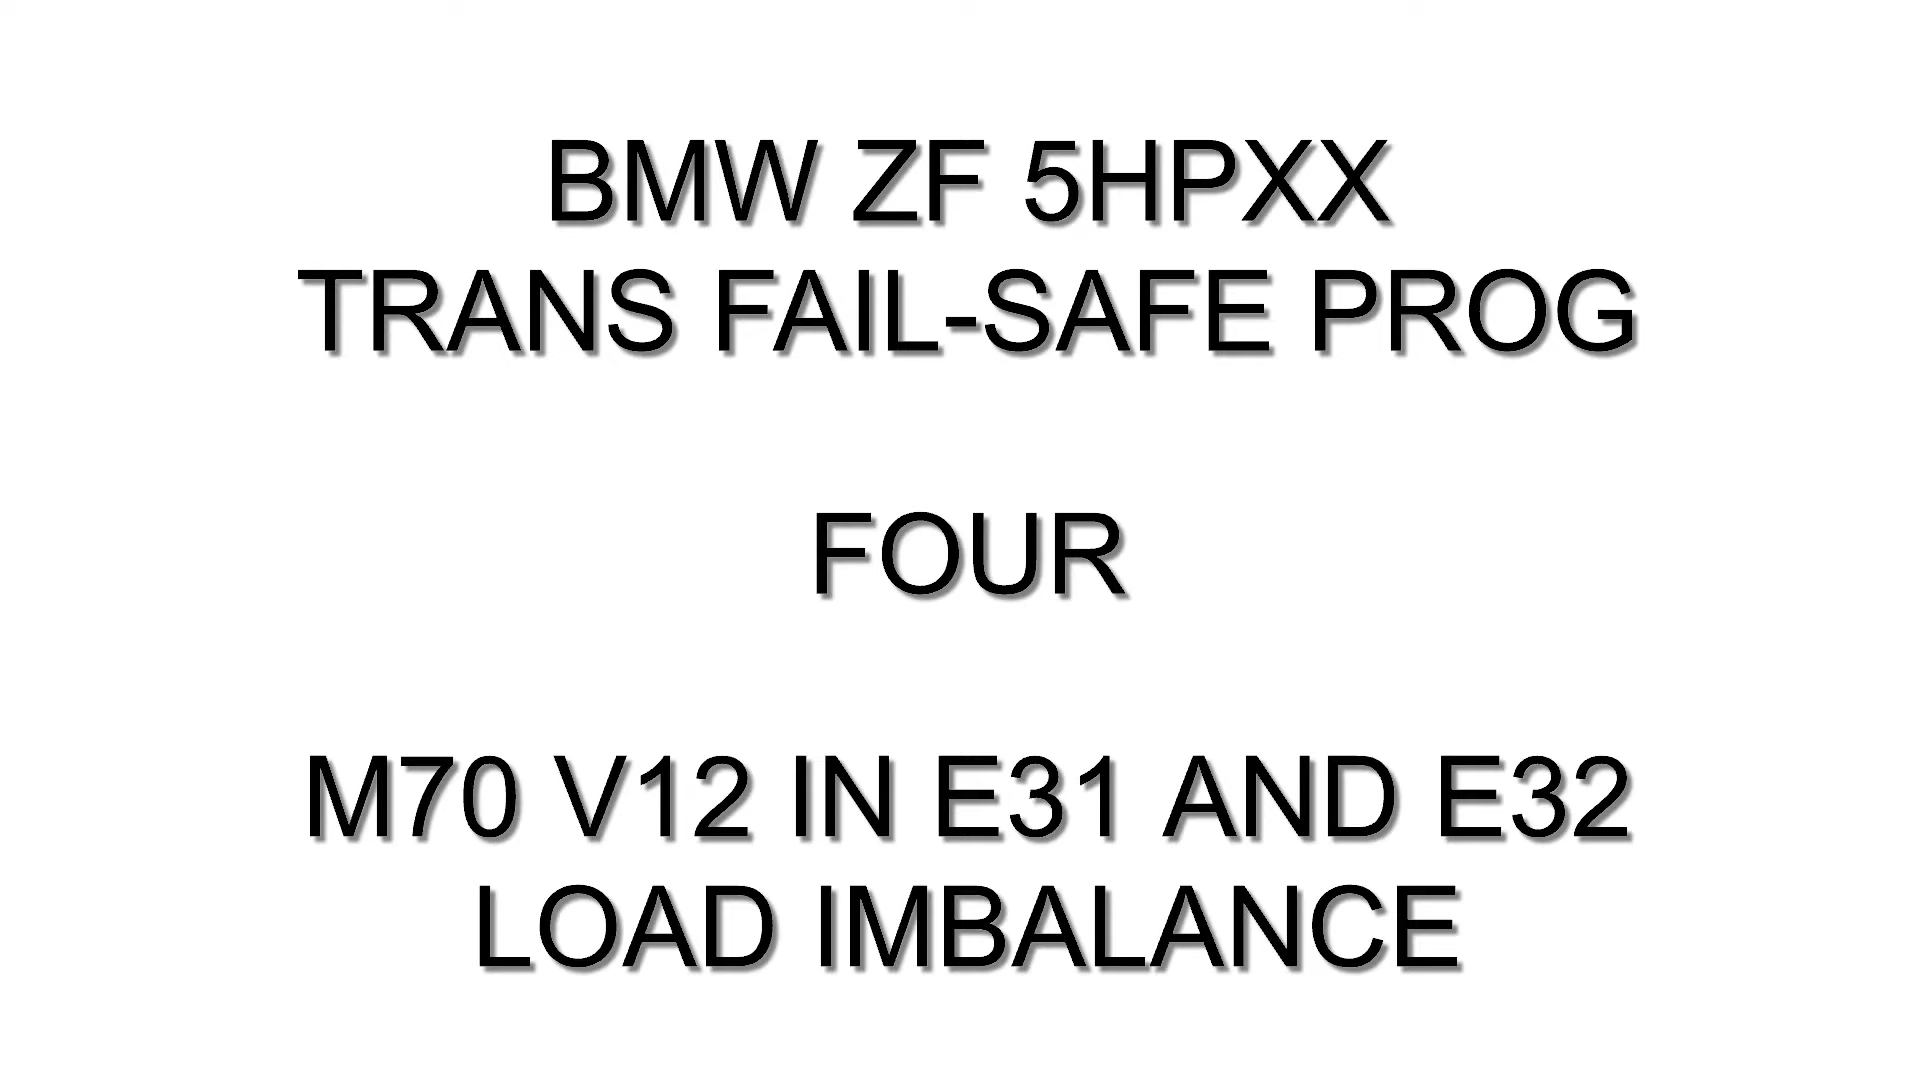 BMW ZF 5HPXX
TRANS FAIL-SAFE PROG
FOUR
M70 V12 IN E31 AND E32
LOAD IMBALANCE